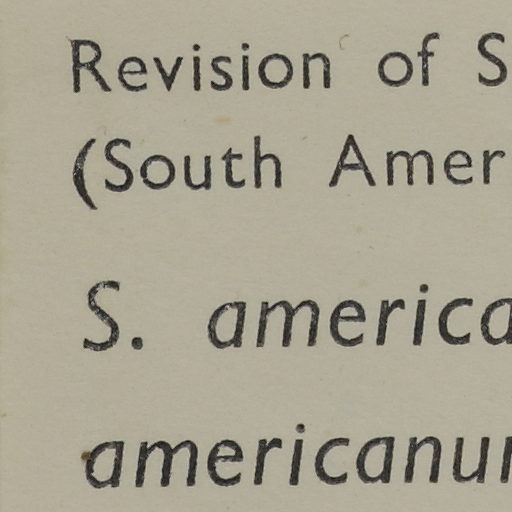 Revision of S
(South Amer
S. america
americanu